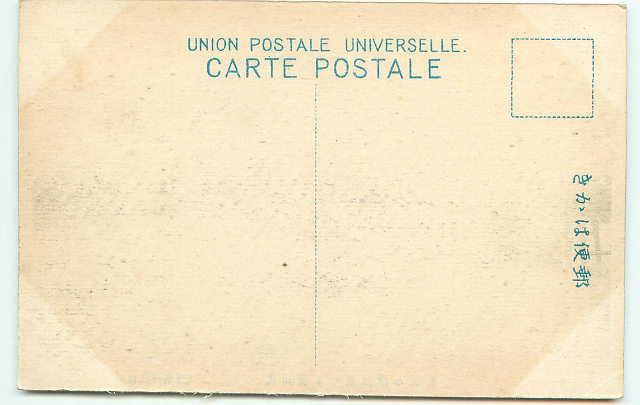 UNION POSTALE UNIVERSELLE.
CARTE POSTALE
郵便はかき